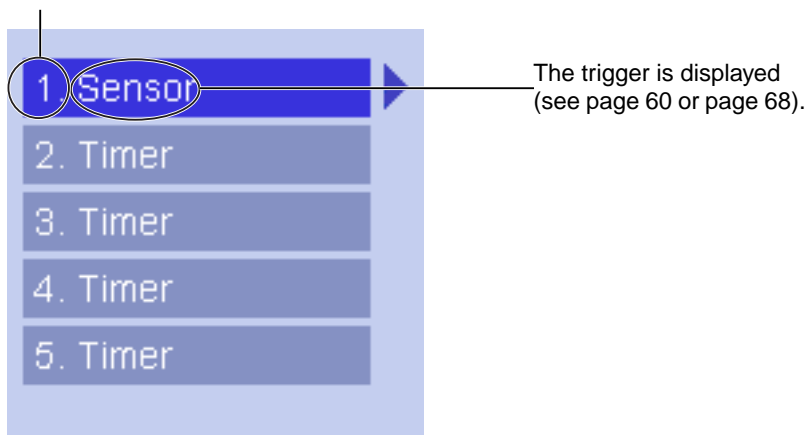 1. Sensor
The trigger is displayed
(see page 60 or page 68).
2. Timer
3. Timer
4. Timer
5. Timer